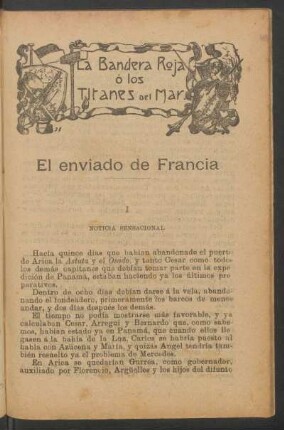 La Bandera Roja
ó los
Titanes del Mar
El enviado de Francia
I
NOTICIA SENSACIONAL
Hacía quince días que habían abandonado el puerto
de Arica la Astuta y el Osado, y tanto Cesar como todos
los demás capitanes que debían tomar parte en la expe-
dición de Panamá, estaban haciendo ya los últimos pre-
parativos.
Dentro de ocho días debían darse á la vela, abandonan-
do el fondeadero, primeramente los barcos de menos
andar, y dos días después los demás.
El tiempo no podía mostrarse más favorable, y ya
calculaban Cesar, Arregui y Bernardo que, como sabe-
mos, habían estado ya en Panamá, que cuando ellos lle-
gasen á la bahía de la Luz, Carlos se habría puesto al
habla con Azucena y María, y quizás Angel tendría tam-
bién resuelto ya el problema de Mercedes.
En Arica se quedarían Gurrea, como gobernador,
auxiliado por Florencio, Argüelles y los hijos del difunto